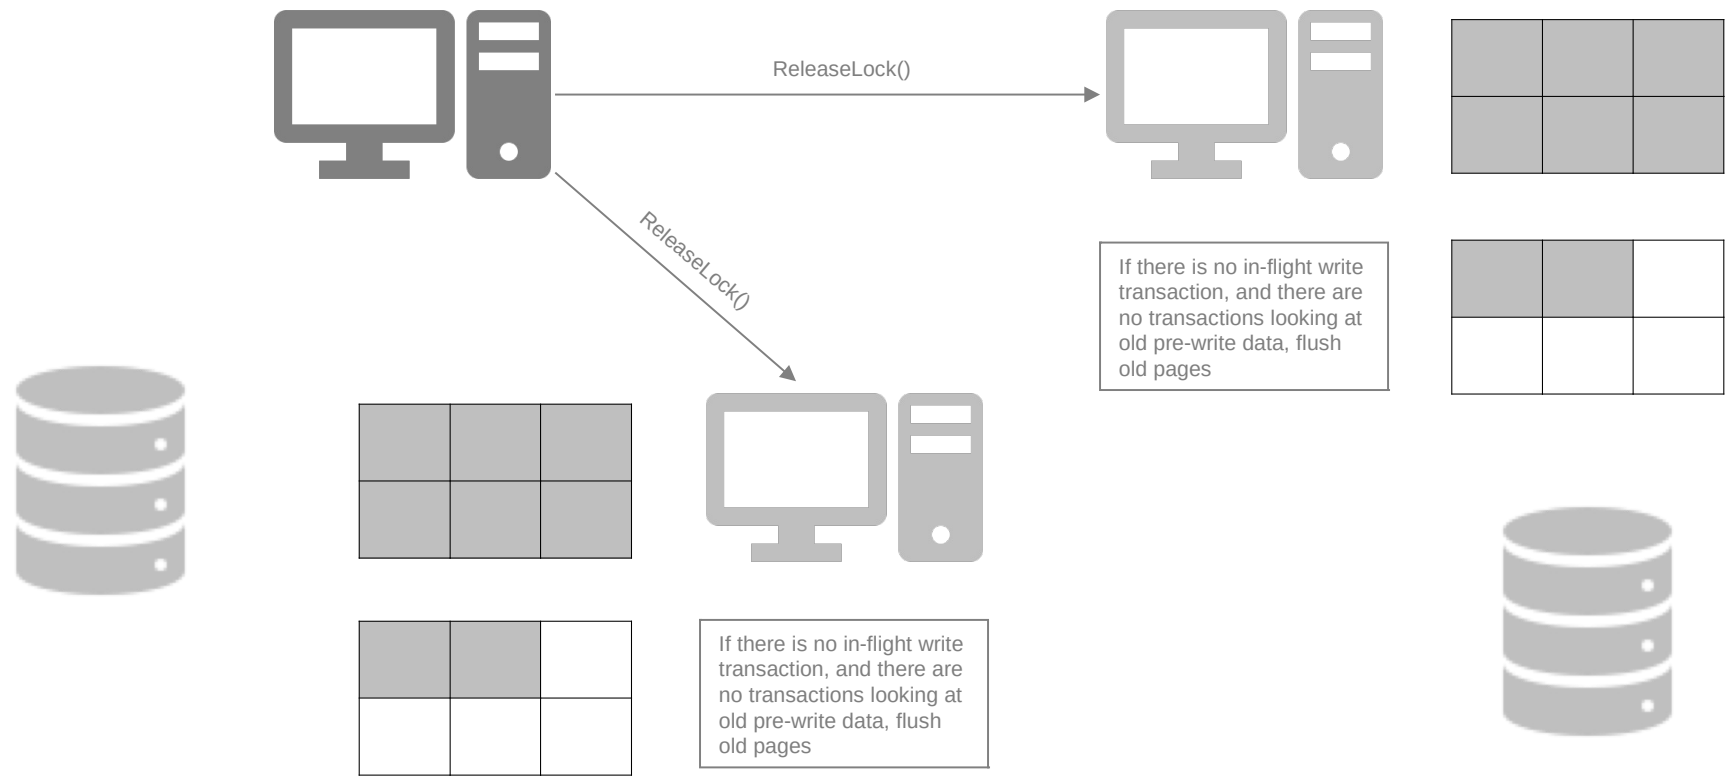 ReleaseLock()
ReleaseLock()
If there is no in-flight write
transaction, and there are
no transactions looking at
old pre-write data, flush
old pages
If there is no in-flight write
transaction, and there are
no transactions looking at
old pre-write data, flush
old pages